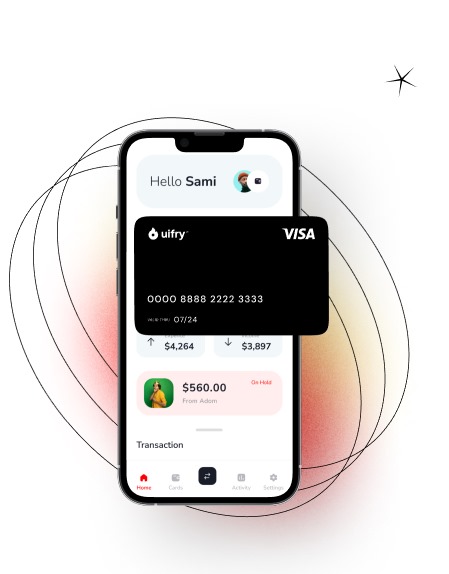 Hello Sami
uifry
VISA
0000 8888 2222 3333
VALID THRU 07/24
$4,264
$3,897
$560.00
On Hold
From Adom
Transaction
Home
Cards
Activity
Settings